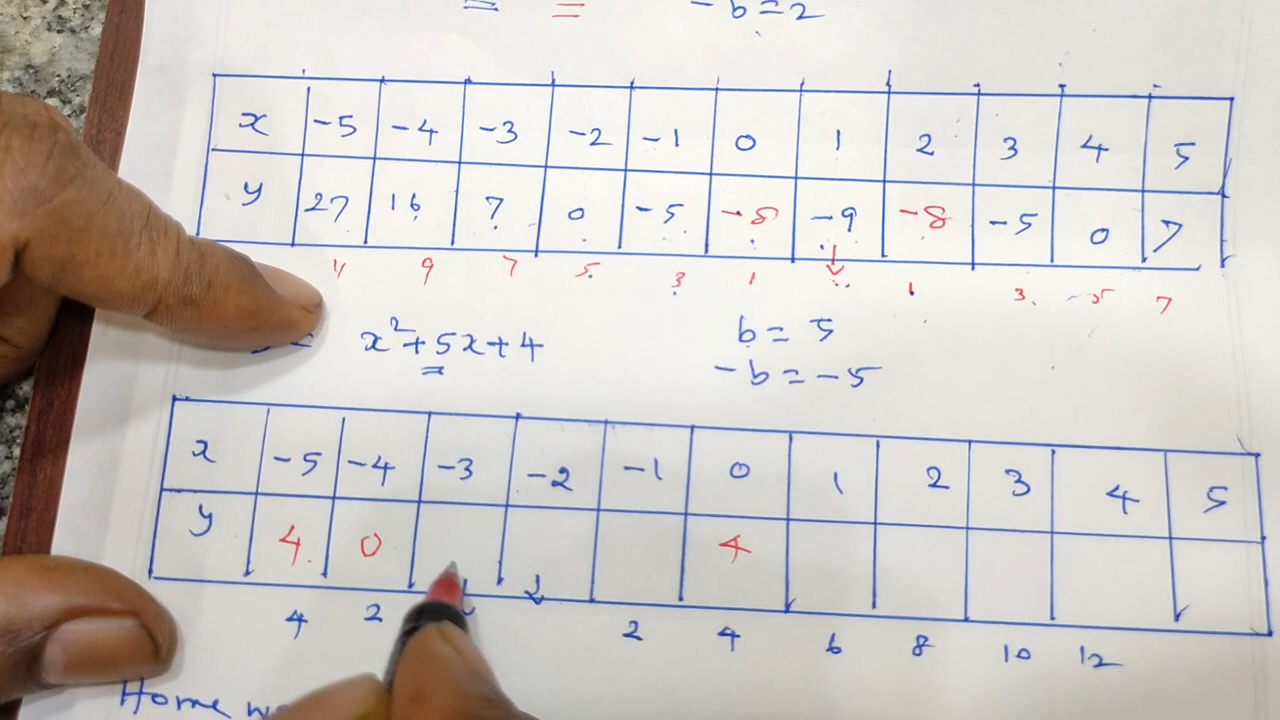 = = -b=2
x -5 -4 -3 -2 -1 0 1 2 3 4 5
y 27 16 7 0 -5 -8 -9 -8 -5 0 7
11 9 7 5 3 1 1 3 5 7
= x²+5x+4 b = 5
-b = -5
x -5 -4 -3 -2 -1 0 1 2 3 4 5
y 4 0 4
4 2 2 4 6 8 10 12
Home